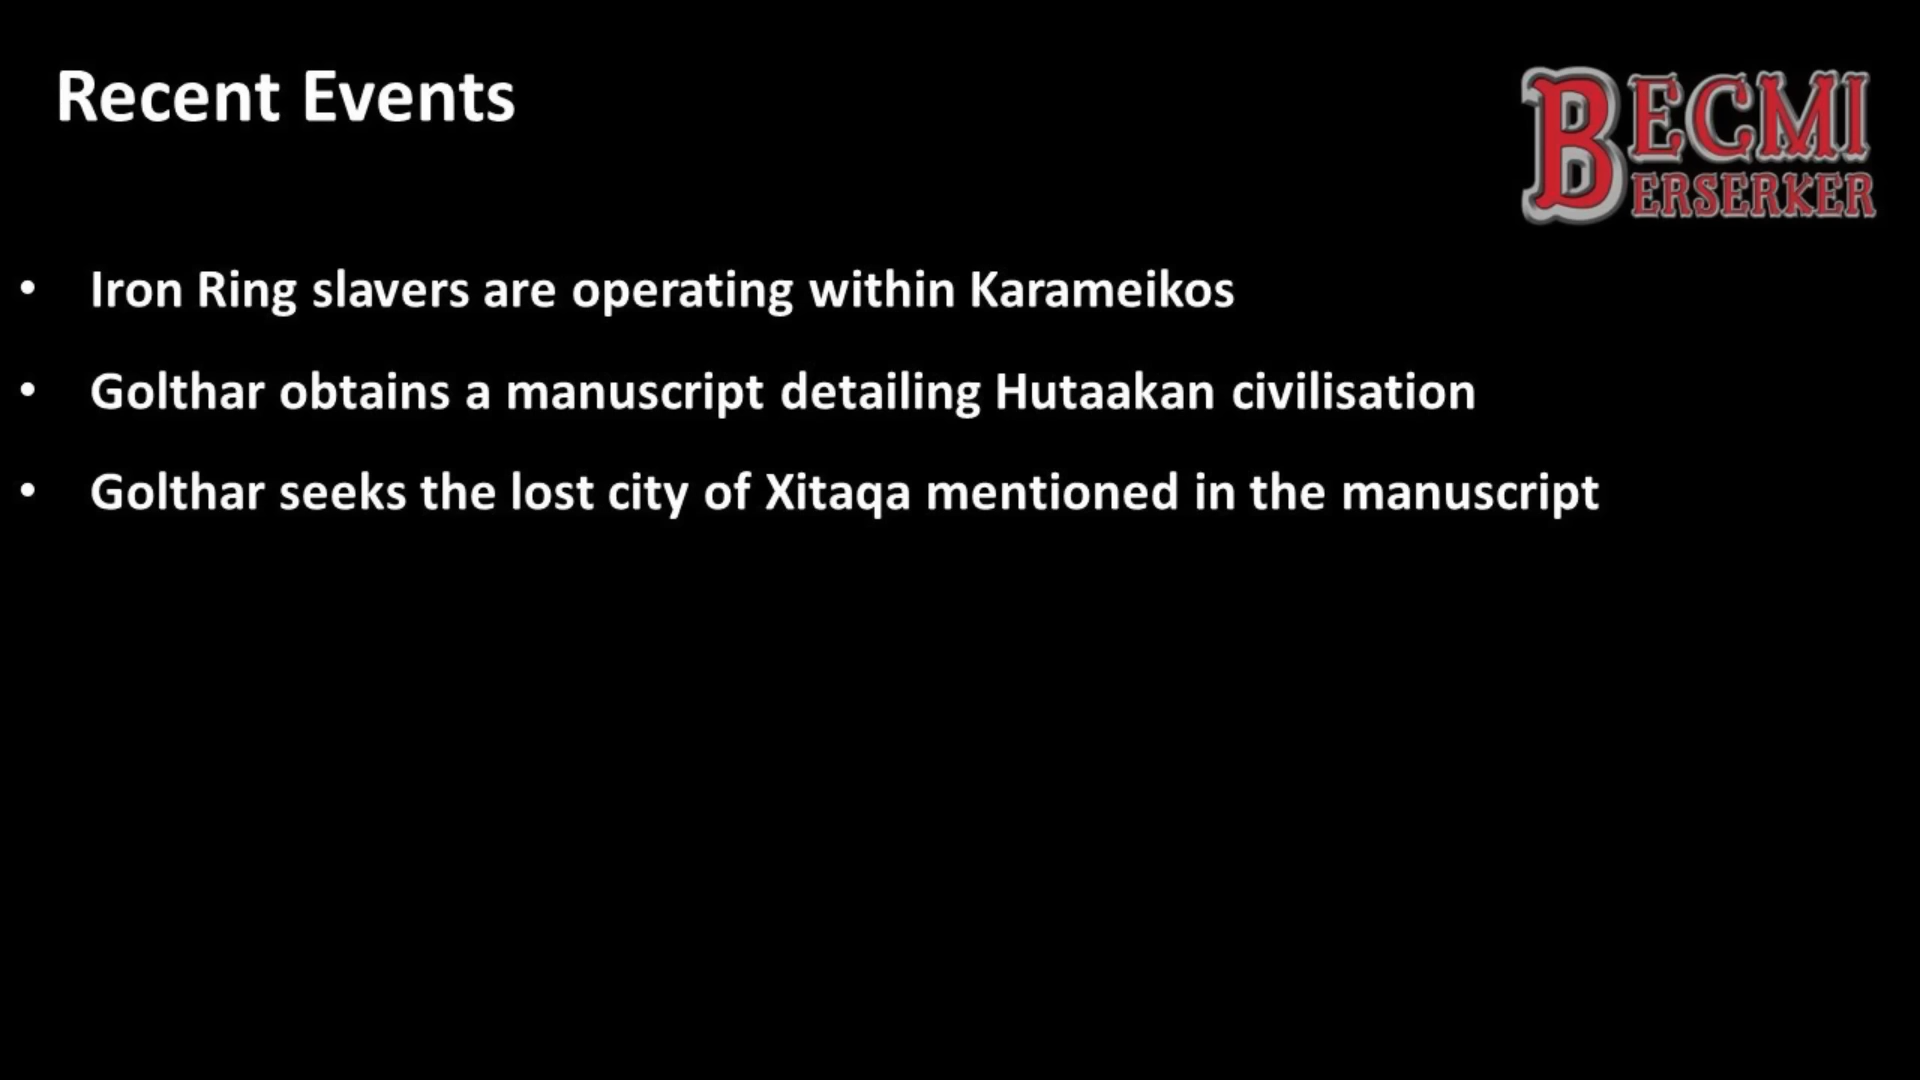 Recent Events
BECMI
BERSERKER
• Iron Ring slavers are operating within Karameikos
• Golthar obtains a manuscript detailing Hutaakan civilisation
• Golthar seeks the lost city of Xitaqa mentioned in the manuscript